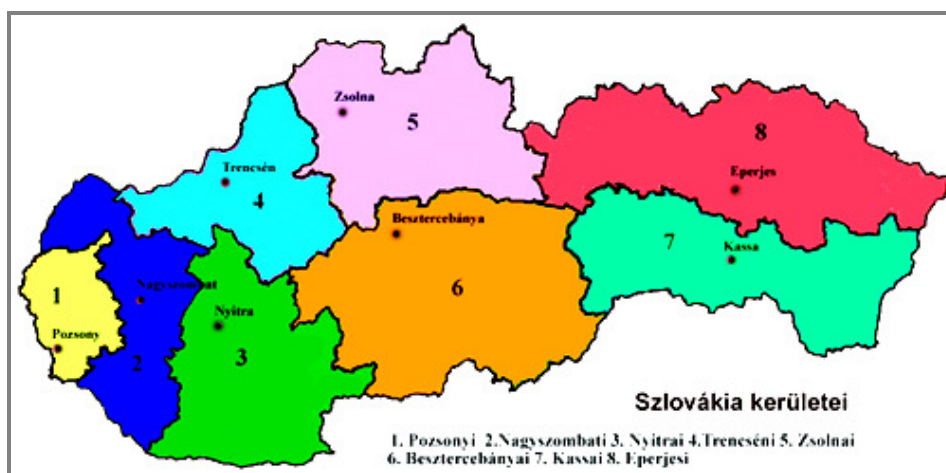 Zsolna
5
8
Trencsén
Eperjes
4
Besztercebánya
7
Kassa
1
Nagyszombat
6
Nyitra
Pozsony
2
3
Szlovákia kerületei
1. Pozsonyi 2.Nagyszombati 3. Nyitrai 4.Trencséni 5. Zsolnai
6. Besztercebányai 7. Kassai 8. Eperjesi